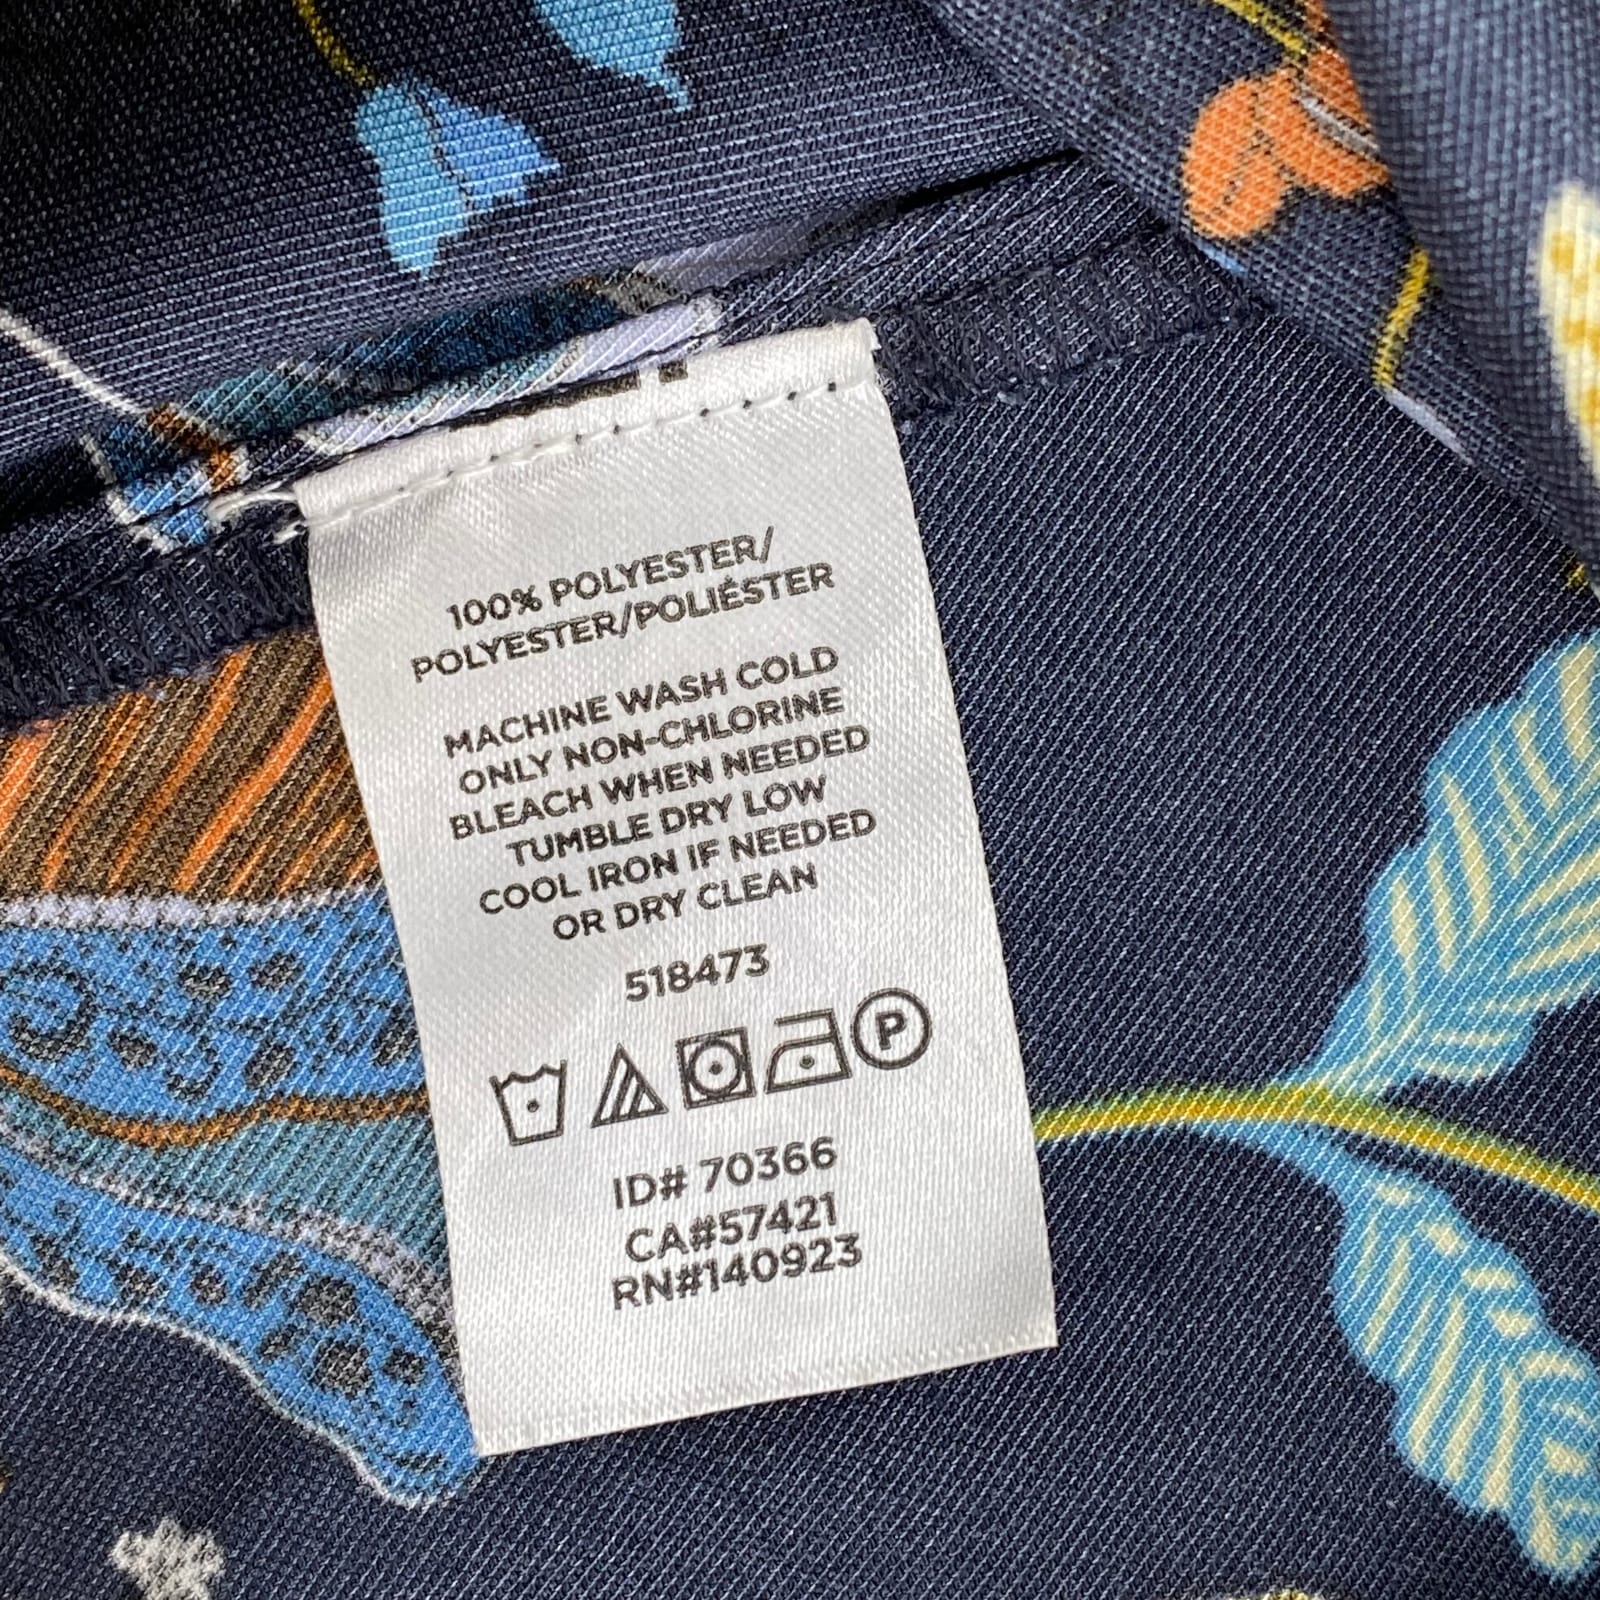 100% POLYESTER/
POLYESTER/POLIÉSTER
MACHINE WASH COLD
ONLY NON-CHLORINE
BLEACH WHEN NEEDED
TUMBLE DRY LOW
COOL IRON IF NEEDED
OR DRY CLEAN
518473
P
ID# 70366
CA#57421
RN#140923